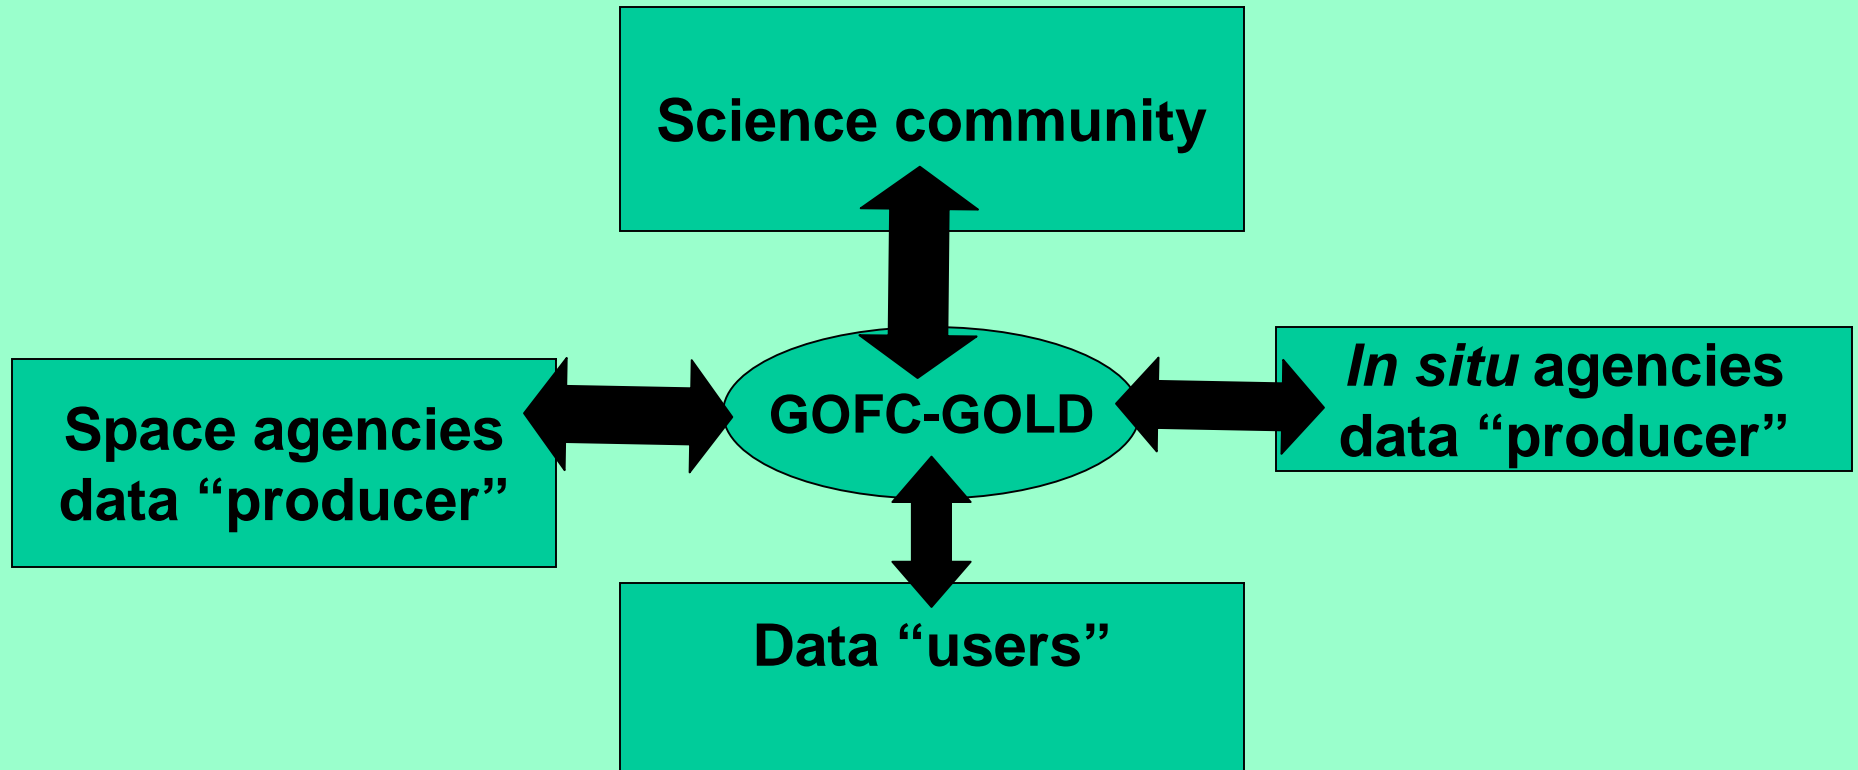 Science community
Space agencies
data “producer”
GOFC-GOLD
In situ agencies
data “producer”
Data “users”